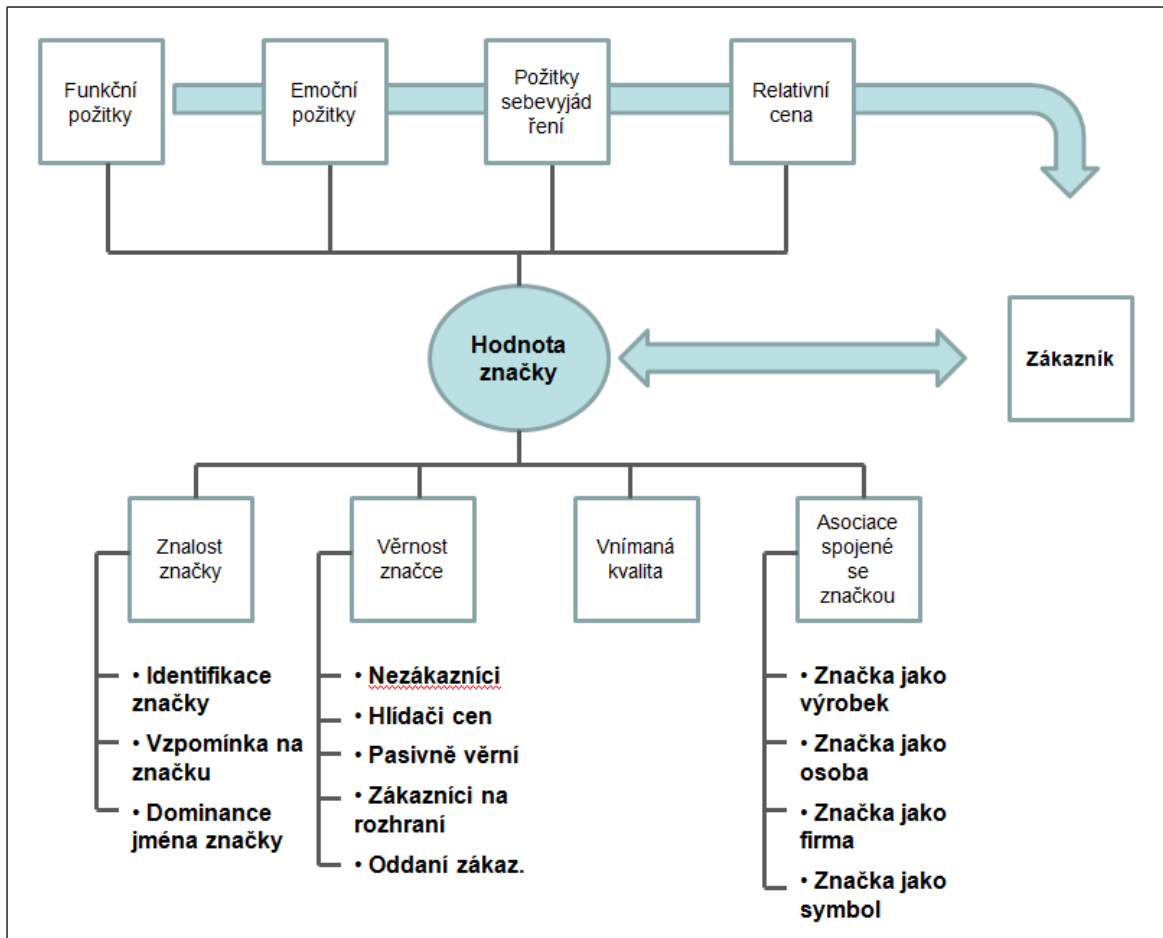 Funkční
požitky
Emoční
požitky
Požitky
sebevyjád
ření
Relativní
cena
Hodnota
značky
Zákazník
Znalost
značky
Věrnost
značce
Vnímaná
kvalita
Asociace
spojené
se
značkou
• Identifikace
značky
• Vzpomínka na
značku
• Dominance
jména značky
• Nezákazníci
• Hlídači cen
• Pasivně věrní
• Zákazníci na
rozhraní
• Oddaní zákaz.
• Značka jako
výrobek
• Značka jako
osoba
• Značka jako
firma
• Značka jako
symbol